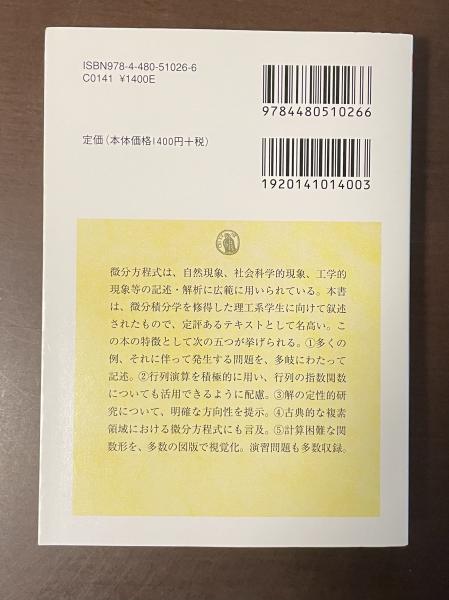 ISBN978-4-480-51026-6
C0141 ¥1400E
9784480510266
定価(本体価格1400円+税)
1920141014003
微分方程式は、自然現象、社会科学的現象、工学的
現象等の記述・解析に広範に用いられている。本書
は、微分積分学を修得した理工系学生に向けて叙述
されたもので、定評あるテキストとして名高い。こ
の本の特徴として次の五つが挙げられる。①多くの
例、それに伴って発生する問題を、多岐にわたって
記述。②行列演算を積極的に用い、行列の指数関数
についても活用できるように配慮。③解の定性的研
究について、明確な方向性を提示。④古典的な複素
領域における微分方程式にも言及。⑤計算困難な関
数形を、多数の図版で視覚化。演習問題も多数収録。